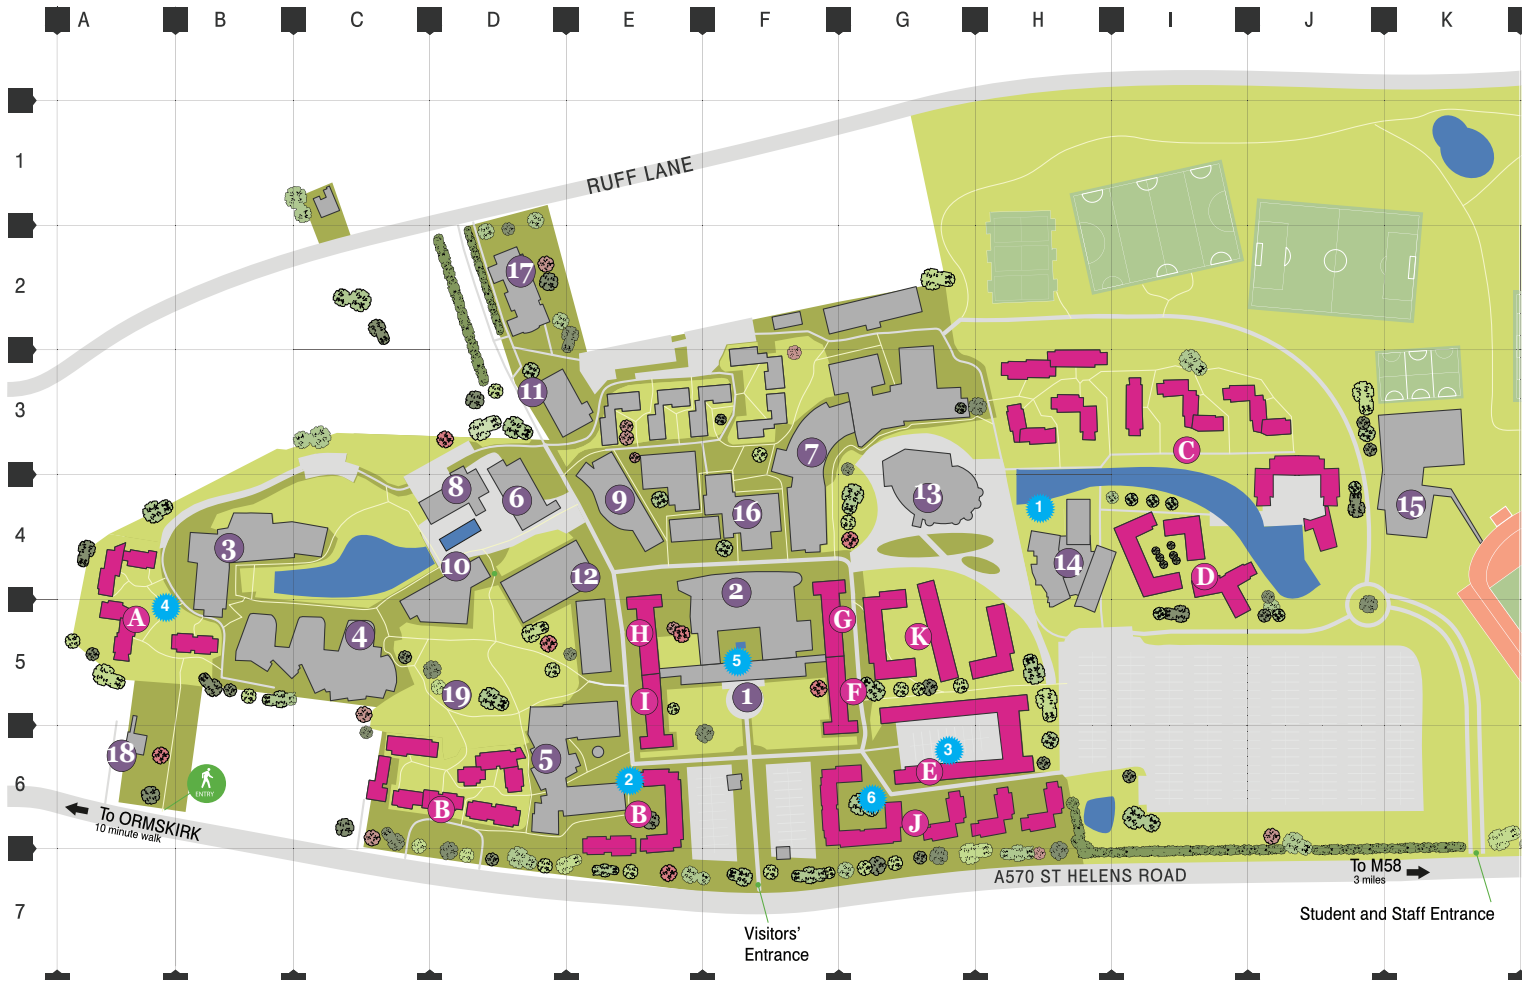 A B C D E F G H I J K
1
RUFF LANE
2
17
3
11
7
C
8
6
9
16
13
1
15
4
3
10
12
14
D
2
4
A
H
G
K
5
4
5
19
I
1
F
18
5
3
6
ENTRY
2
E
B
B
6
J
To ORMSKIRK
10 minute walk
A570 ST HELENS ROAD
To M58
3 miles
7
Student and Staff Entrance
Visitors'
Entrance